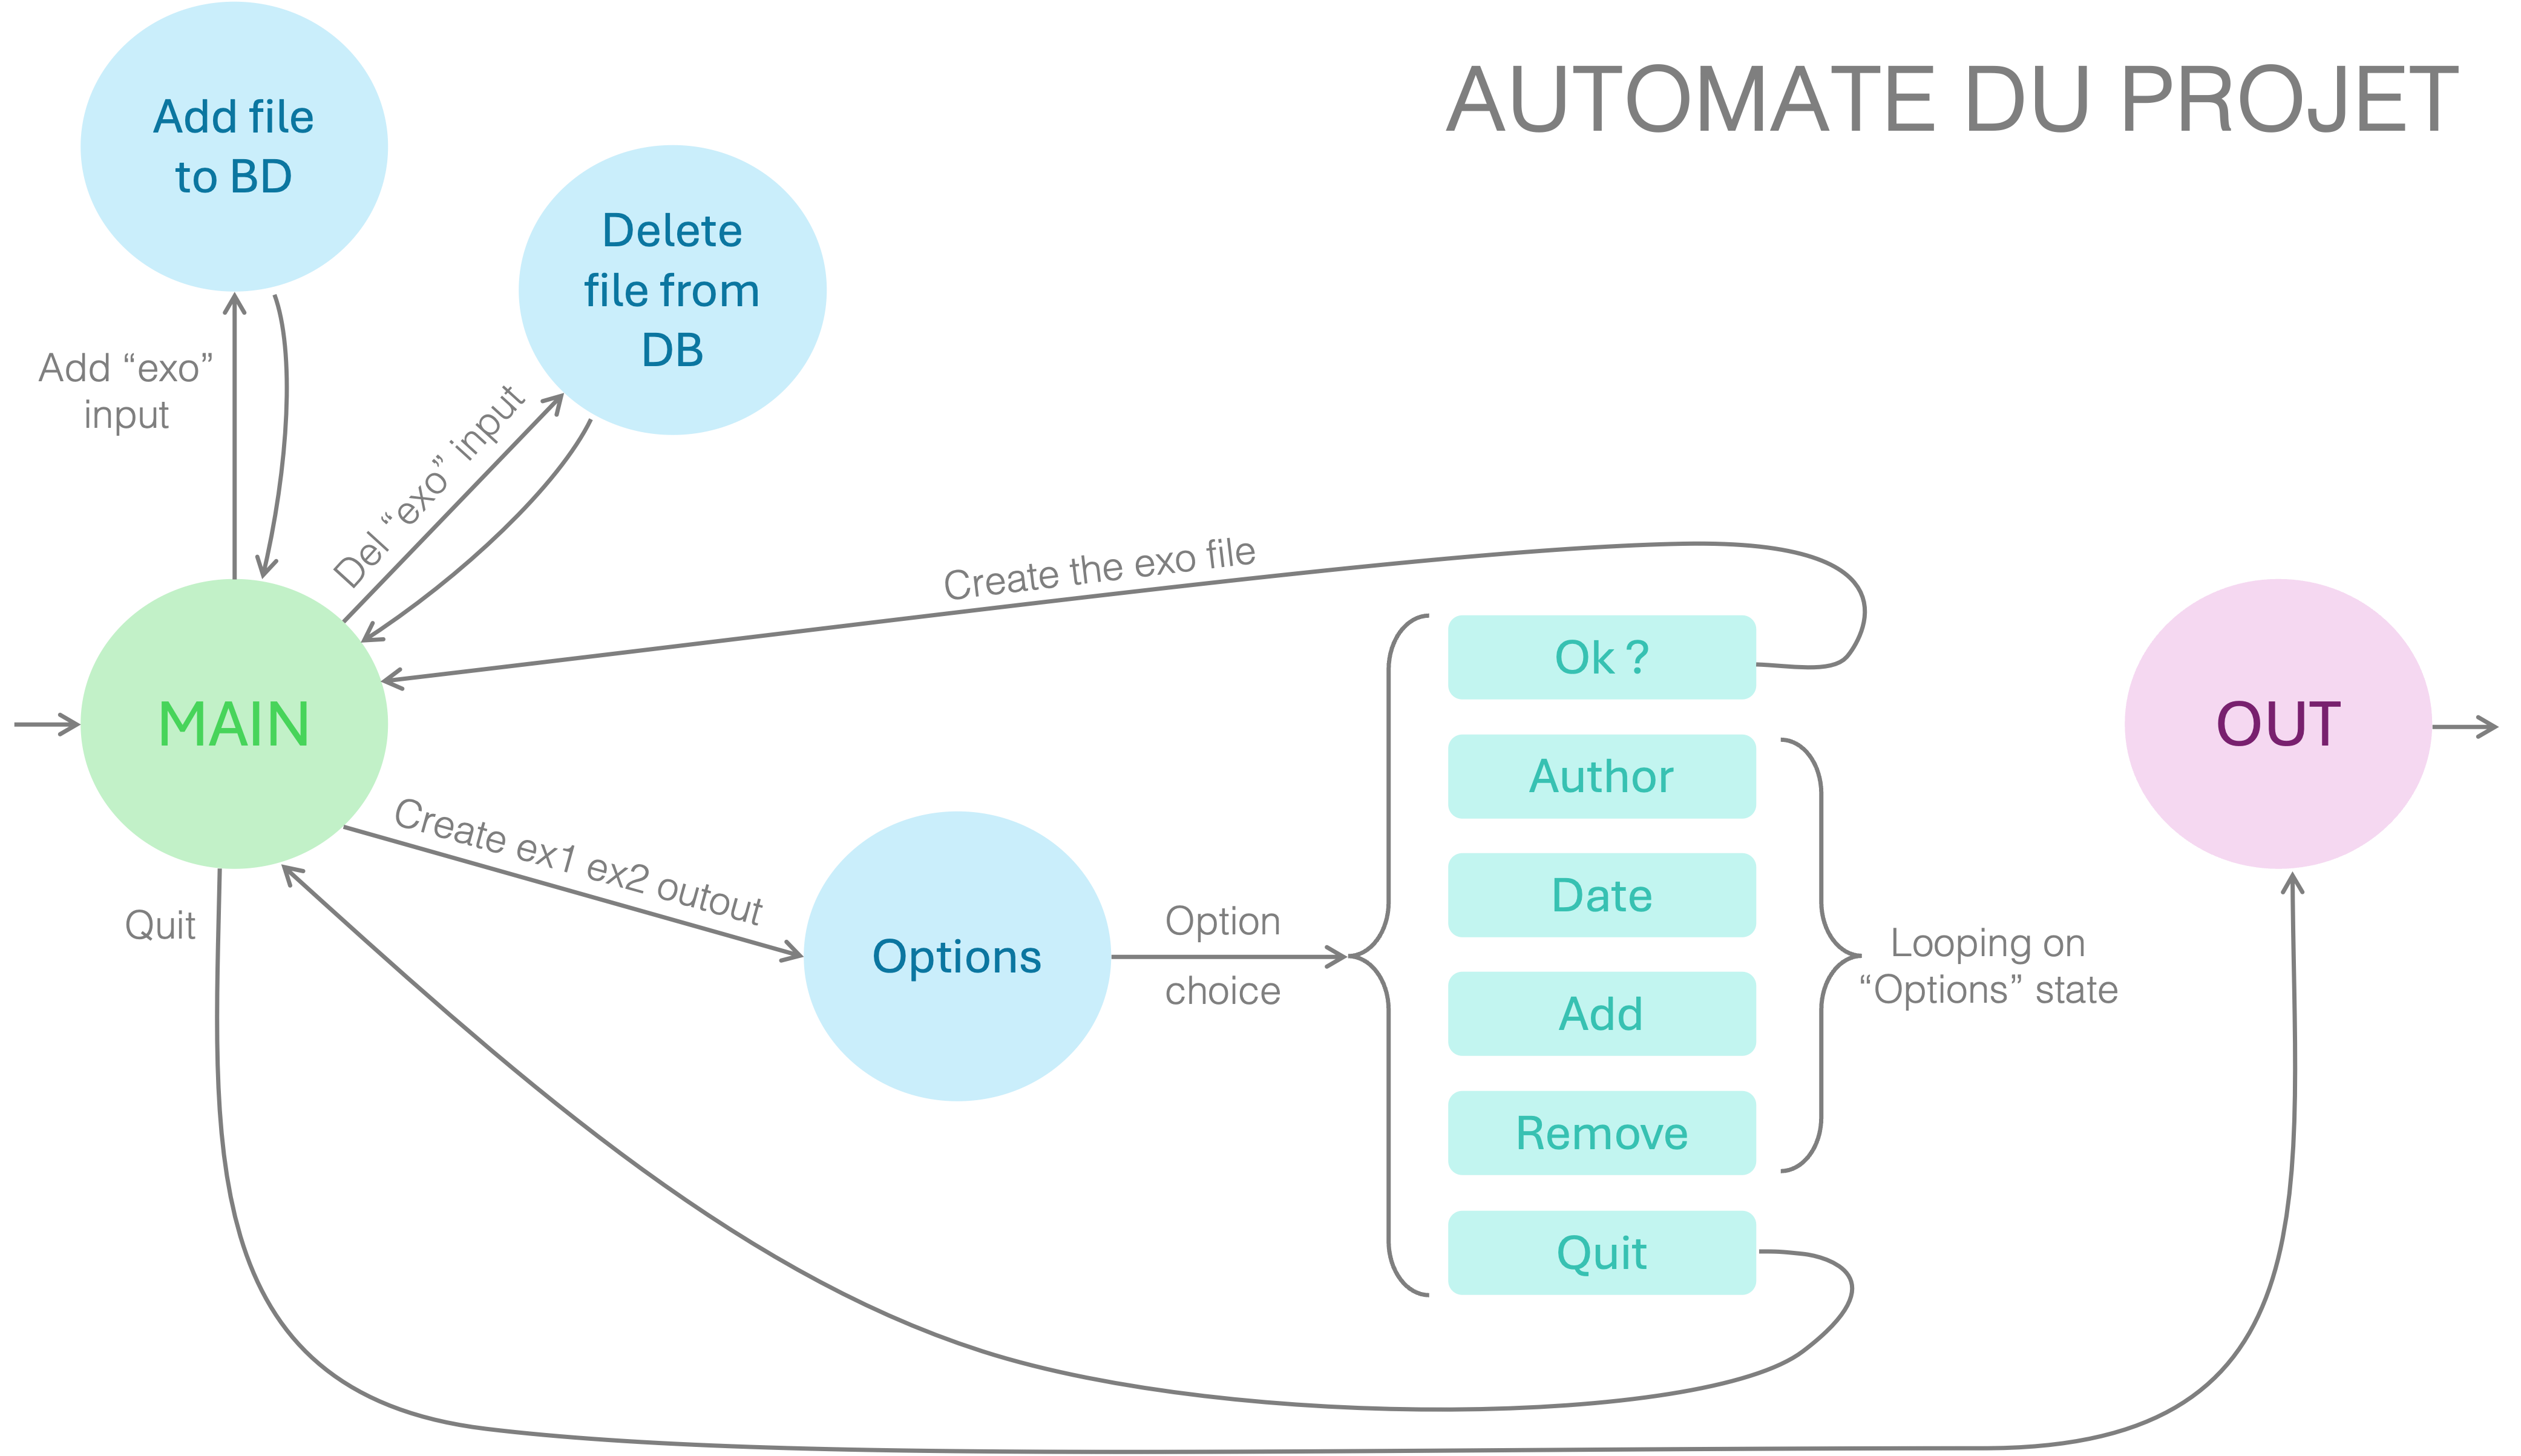 AUTOMATE DU PROJET
Add file
to BD
Delete
file from
DB
Add “exo”
input
Del “exo” input
Create the exo file
MAIN
OUT
Create ex1 ex2 outout
Quit
Options
Option
choice
Ok ?
Author
Date
Add
Remove
Quit
Looping on
“Options” state